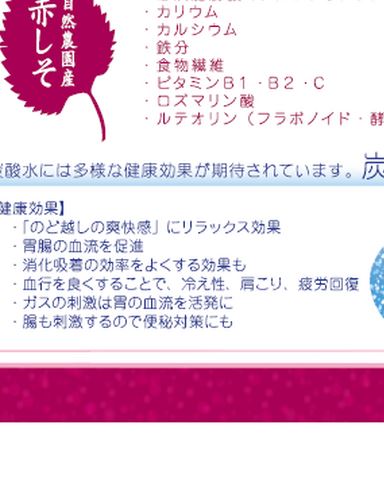 自然農園産
赤しそ
・カリウム
・カルシウム
・鉄分
・食物繊維
・ビタミンB1・B2・C
・ロズマリン酸
・ルテオリン（フラボノイド・酵
炭酸水には多様な健康効果が期待されています。炭
健康効果】
・「のど越しの爽快感」にリラックス効果
・胃腸の血流を促進
・消化吸着の効率をよくする効果も
・血行を良くすることで、冷え性、肩こり、疲労回復
・ガスの刺激は胃の血流を活発に
・腸も刺激するので便秘対策にも